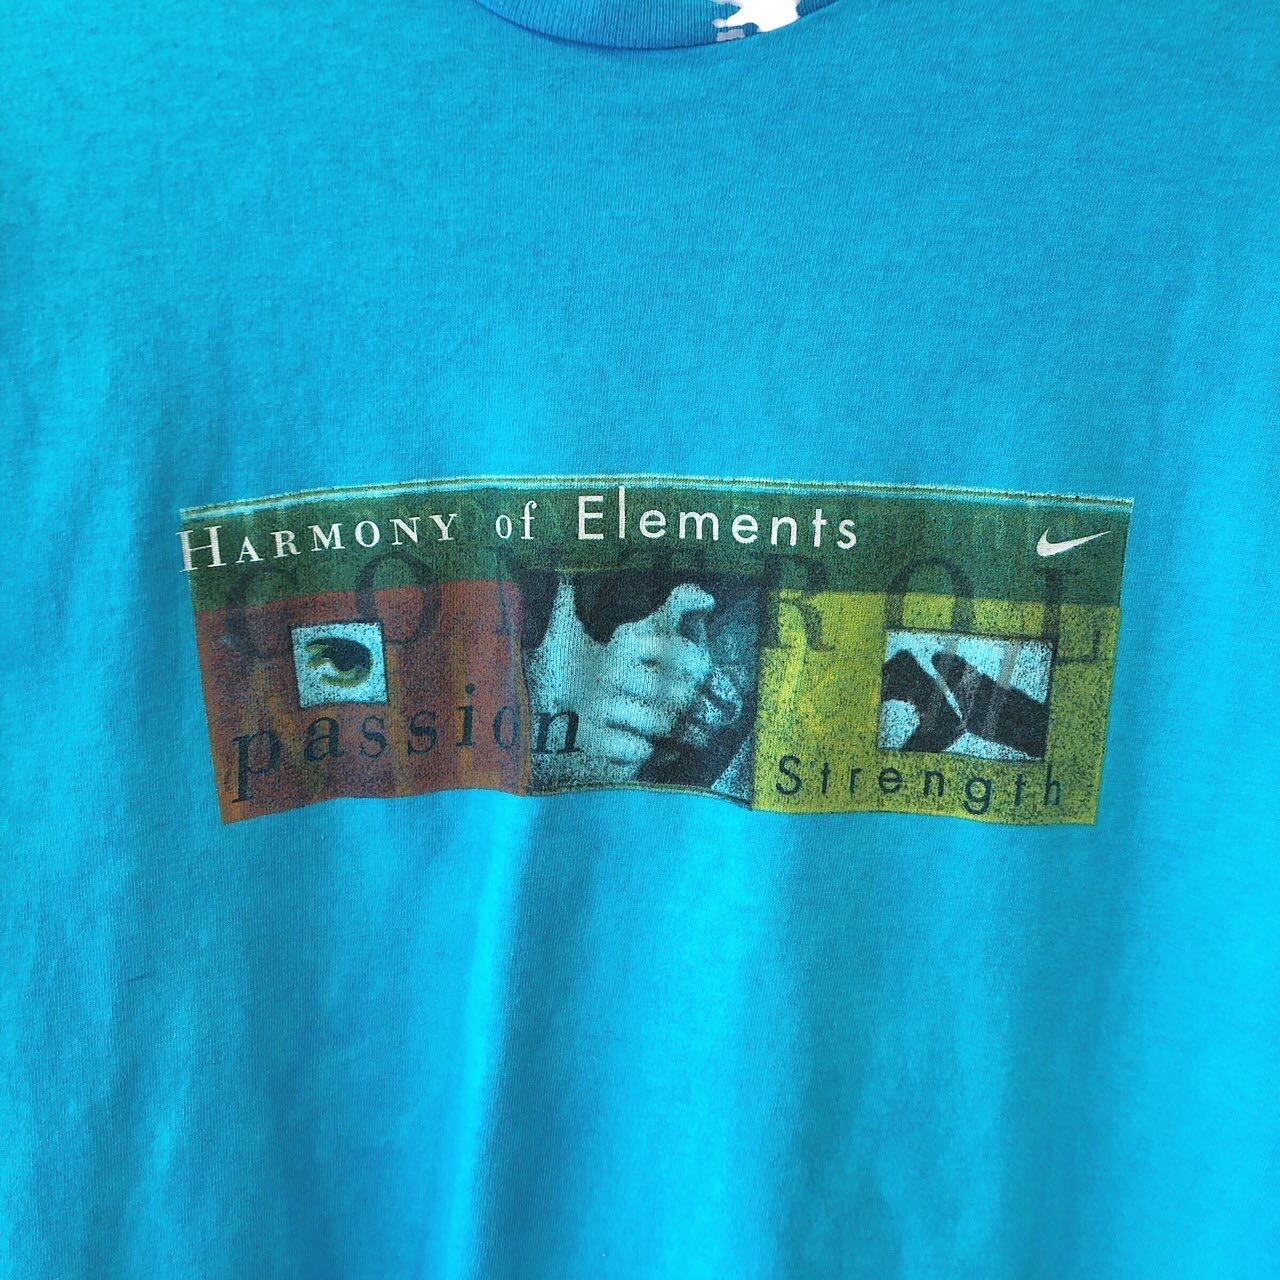 HARMONY of Elements
CONTROL
passion
Strength